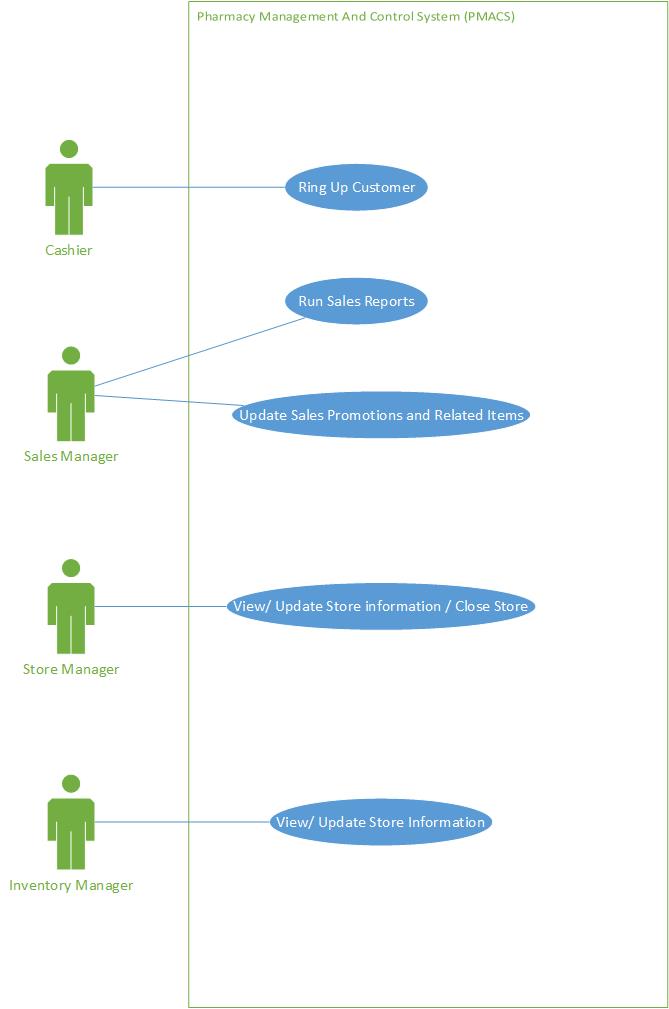 Pharmacy Management And Control System (PMACS)
Ring Up Customer
Cashier
Run Sales Reports
Update Sales Promotions and Related Items
Sales Manager
View/ Update Store information / Close Store
Store Manager
View/ Update Store Information
Inventory Manager